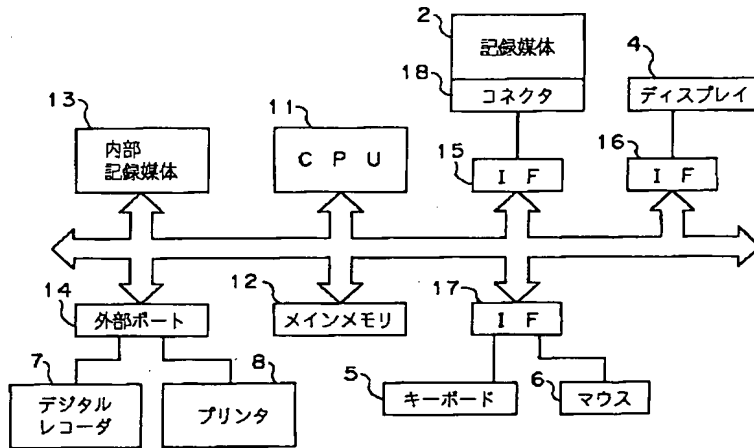 2
記録媒体
18
コネクタ
4
ディスプレイ
13
内部
記録媒体
11
CPU
15
IF
16
IF
14
外部ポート
12
メインメモリ
17
IF
7
デジタル
レコーダ
8
プリンタ
5
キーボード
6
マウス